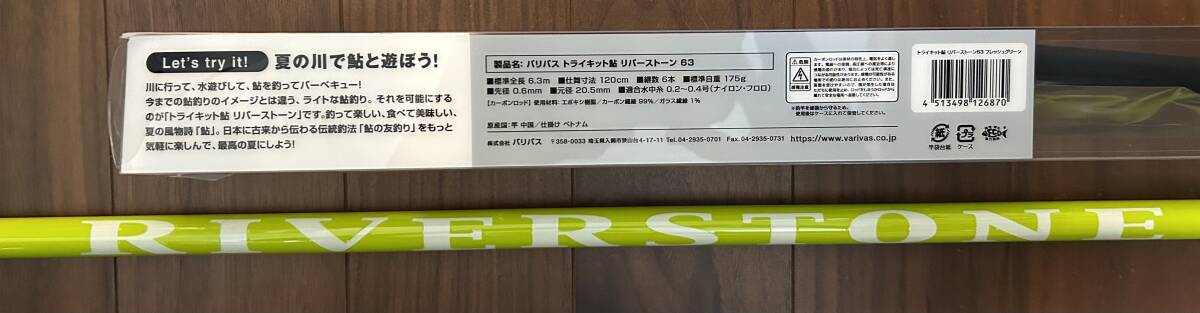 Let's try it!
夏の川で鮎と遊ぼう!
川に行って、水遊びして、鮎を釣ってバーベキュー!
今までの鮎釣りのイメージとは違う、ライトな鮎釣り。それを可能にする
のが「トライキット鮎 リバーストーン」です。釣って楽しい、食べて美味しい、
夏の風物詩「鮎」。日本に古来から伝わる伝統釣法「鮎の友釣り」をもっと
気軽に楽しんで、最高の夏にしよう!
製品名: バリバス トライキット鮎 リバーストーン 63
■標準全長 6.3m ■仕舞寸法 120cm ■継数 6本 ■標準自重 175g
■先径 0.6mm ■元径 20.5mm ■適合水中糸 0.2〜0.4号(ナイロン・フロロ)
【カーボンロッド】使用材料: エポキシ樹脂/カーボン繊維 99%/ガラス繊維 1%
原産国: 竿 中国/仕掛け ベトナム
株式会社 バリバス 〒358-0033 埼玉県入間市狭山台4-17-11 Tel.04-2935-0701 Fax.04-2935-0731 https://www.varivas.co.jp
危険
感電注意
トライキット鮎 リバーストーン63 フレッシュグリーン
4 513498 126870
紙
竿袋台紙
プラ
ケース
RIVERSTONE